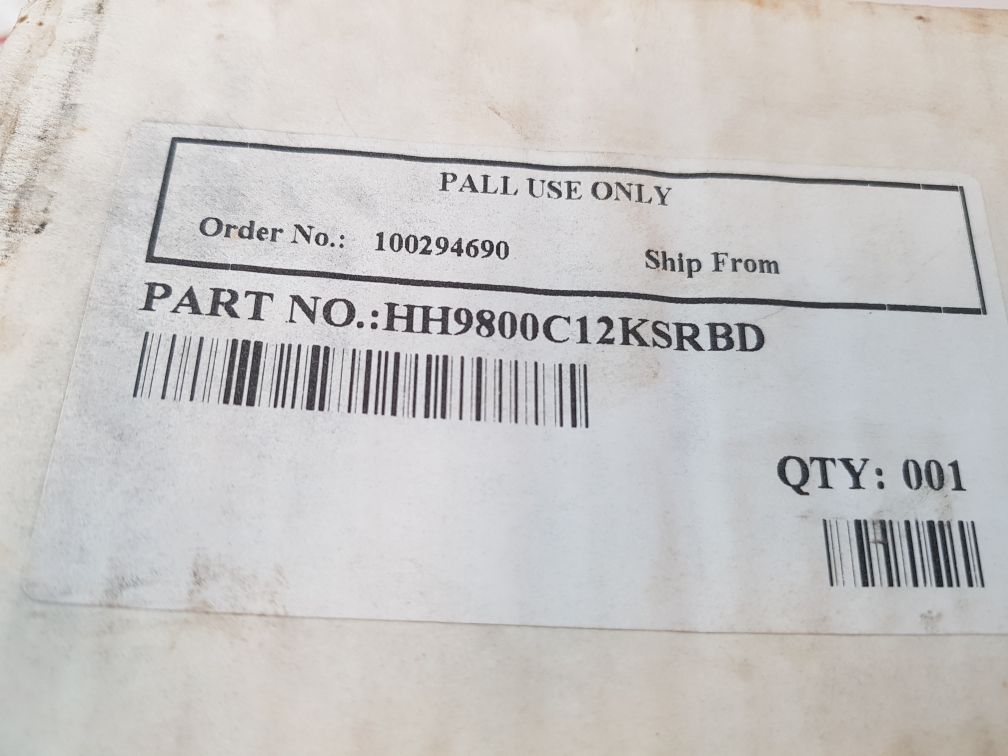 PALL USE ONLY
Order No.: 100294690 Ship From
PART NO.:HH9800C12KSRBD
QTY: 001